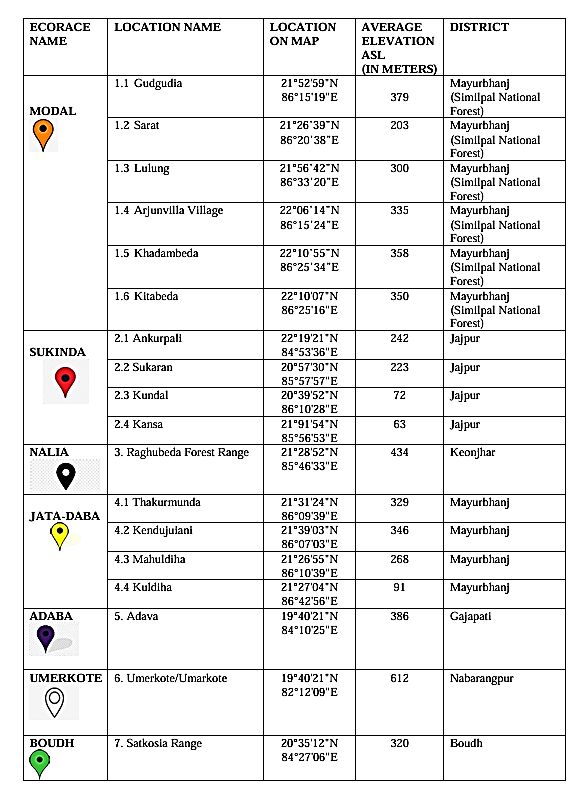 ECORACE NAME | LOCATION NAME | LOCATION ON MAP | AVERAGE ELEVATION ASL (IN METERS) | DISTRICT
MODAL
1.1 Gudgudia | 21°52'59"N 86°15'19"E | 379 | Mayurbhanj (Similpal National Forest)
1.2 Sarat | 21°26'39"N 86°20'38"E | 203 | Mayurbhanj (Similpal National Forest)
1.3 Lulung | 21°56'42"N 86°33'20"E | 300 | Mayurbhanj (Similpal National Forest)
1.4 Arjunvilla Village | 22°06'14"N 86°15'24"E | 335 | Mayurbhanj (Similpal National Forest)
1.5 Khadambeda | 22°10'55"N 86°25'34"E | 358 | Mayurbhanj (Similpal National Forest)
1.6 Kitabeda | 22°10'07"N 86°25'16"E | 350 | Mayurbhanj (Similpal National Forest)
SUKINDA
2.1 Ankurpali | 22°19'21"N 84°53'36"E | 242 | Jajpur
2.2 Sukaran | 20°57'30"N 85°57'57"E | 223 | Jajpur
2.3 Kundal | 20°39'52"N 86°10'28"E | 72 | Jajpur
2.4 Kansa | 21°91'54"N 85°56'53"E | 63 | Jajpur
NALIA
3. Raghubeda Forest Range | 21°28'52"N 85°46'33"E | 434 | Keonjhar
JATA-DABA
4.1 Thakurmunda | 21°31'24"N 86°09'39"E | 329 | Mayurbhanj
4.2 Kendujulani | 21°39'03"N 86°07'03"E | 346 | Mayurbhanj
4.3 Mahuldiha | 21°26'55"N 86°10'39"E | 268 | Mayurbhanj
4.4 Kuldiha | 21°27'04"N 86°42'56"E | 91 | Mayurbhanj
ADABA
5. Adava | 19°40'21"N 84°10'25"E | 386 | Gajapati
UMERKOTE
6. Umerkote/Umarkote | 19°40'21"N 82°12'09"E | 612 | Nabarangpur
BOUDH
7. Satkosia Range | 20°35'12"N 84°27'06"E | 320 | Boudh